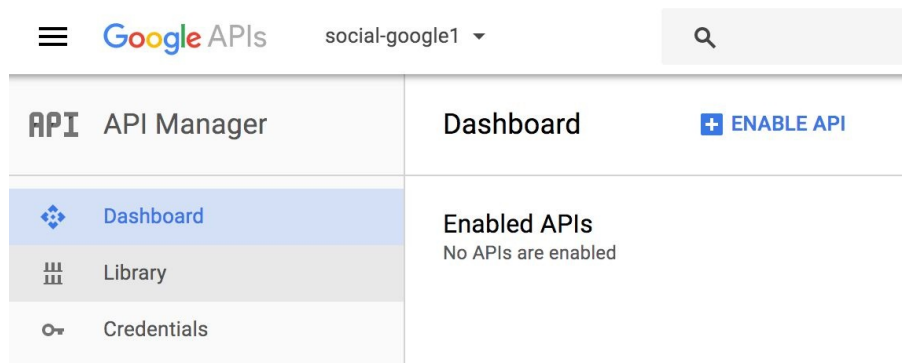 Google APIs social-google1
API API Manager
Dashboard ENABLE API
Dashboard
Library
Credentials
Enabled APIs
No APIs are enabled